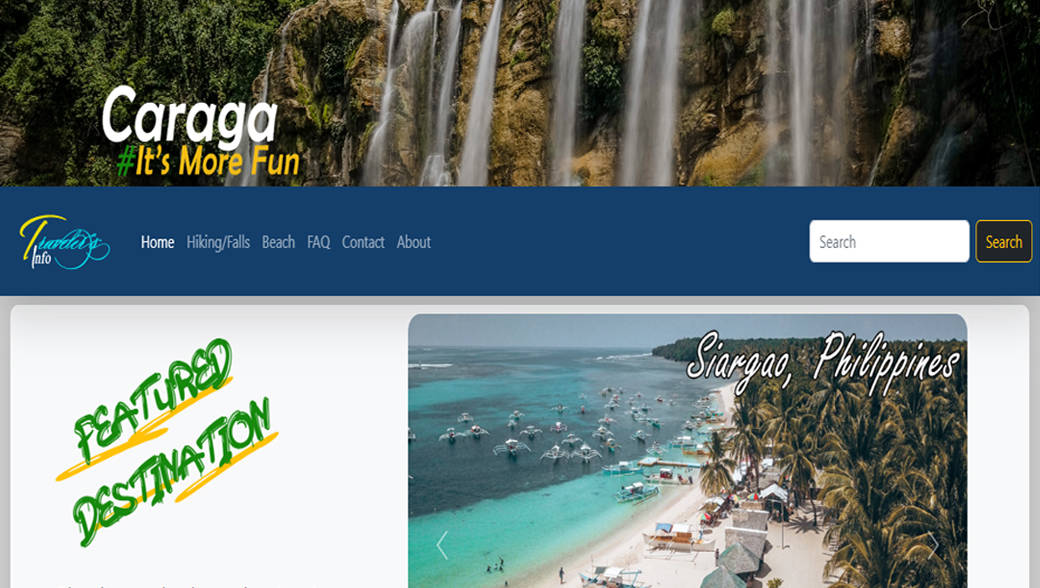 Caraga
#It's More Fun
Traveler's
Info
Home Hiking/Falls Beach FAQ Contact About
Search Search
FEATURED
DESTINATION
Siargao, Philippines